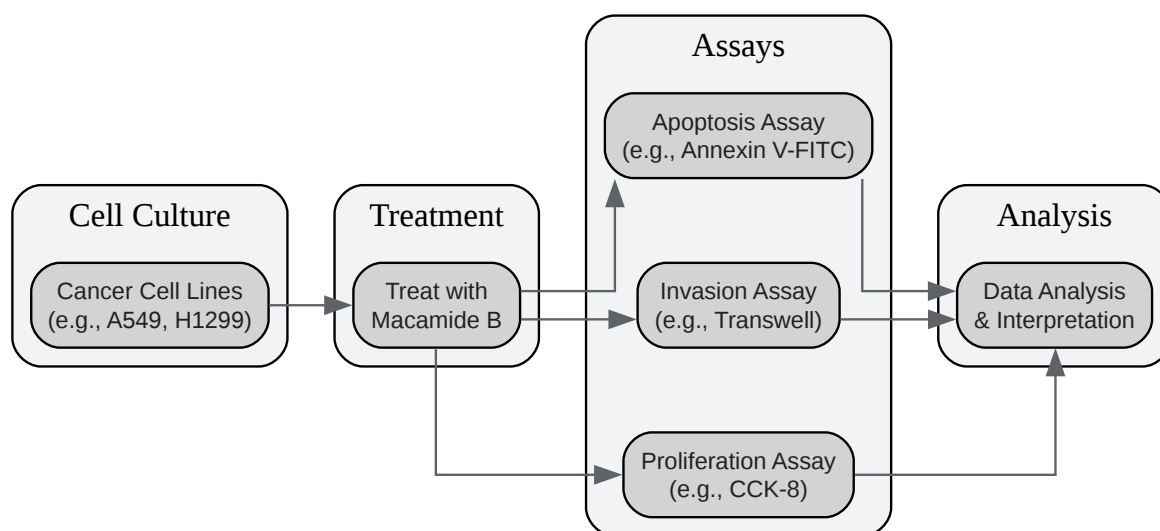 Cell Culture
Cancer Cell Lines
(e.g., A549, H1299)
Treatment
Treat with
Macamide B
Assays
Apoptosis Assay
(e.g., Annexin V-FITC)
Invasion Assay
(e.g., Transwell)
Proliferation Assay
(e.g., CCK-8)
Analysis
Data Analysis
& Interpretation